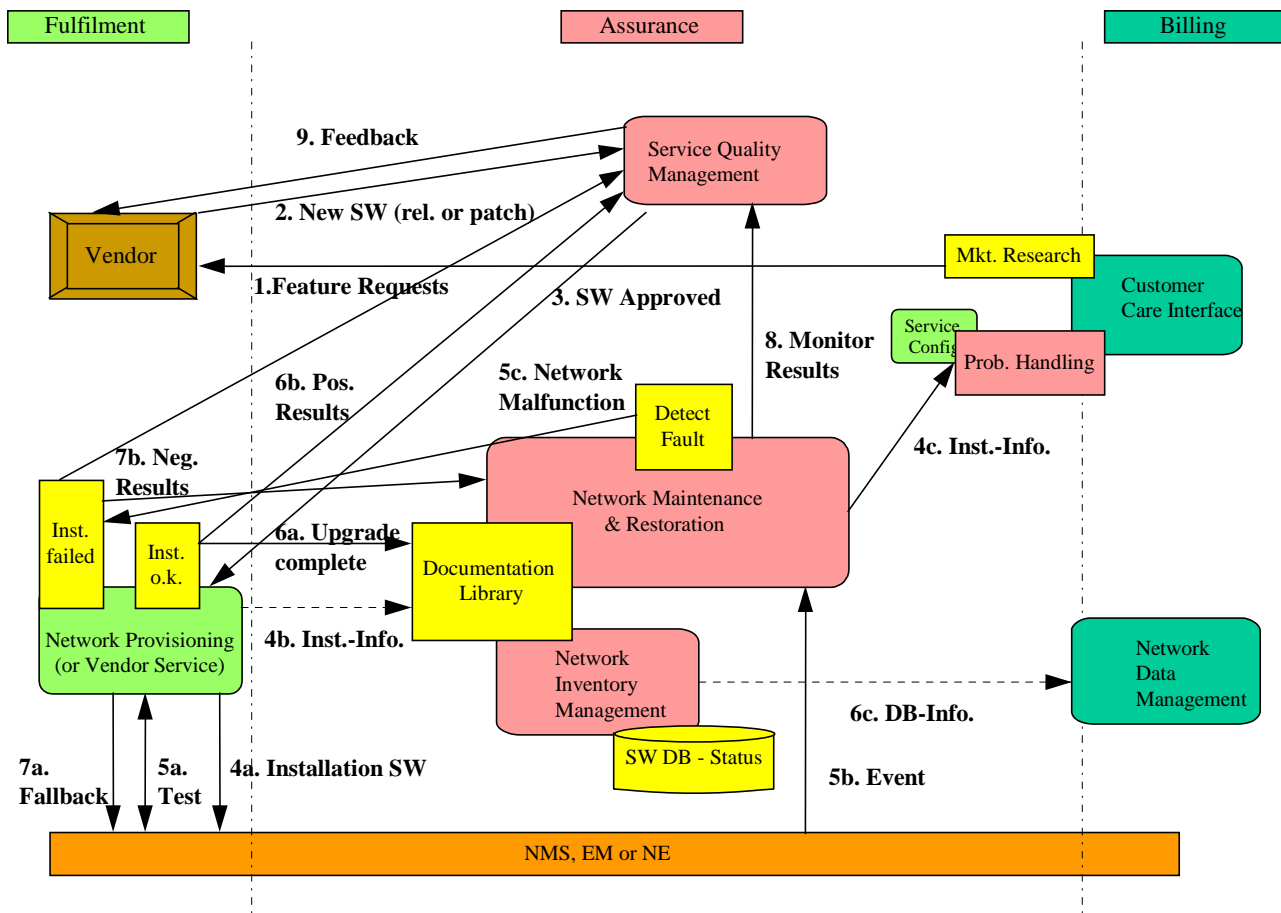 Fulfilment
Assurance
Billing
9. Feedback
Service Quality
Management
2. New SW (rel. or patch)
Vendor
Mkt. Research
1.Feature Requests
3. SW Approved
Customer
Care Interface
Service
Config
8. Monitor
Results
Prob. Handling
6b. Pos.
Results
5c. Network
Malfunction
Detect
Fault
4c. Inst.-Info.
7b. Neg.
Results
Network Maintenance
& Restoration
Inst.
failed
Inst.
o.k.
6a. Upgrade
complete
Documentation
Library
Network Provisioning
(or Vendor Service)
4b. Inst.-Info.
Network
Inventory
Management
Network
Data
Management
6c. DB-Info.
SW DB - Status
7a.
Fallback
5a.
Test
4a. Installation SW
5b. Event
NMS, EM or NE